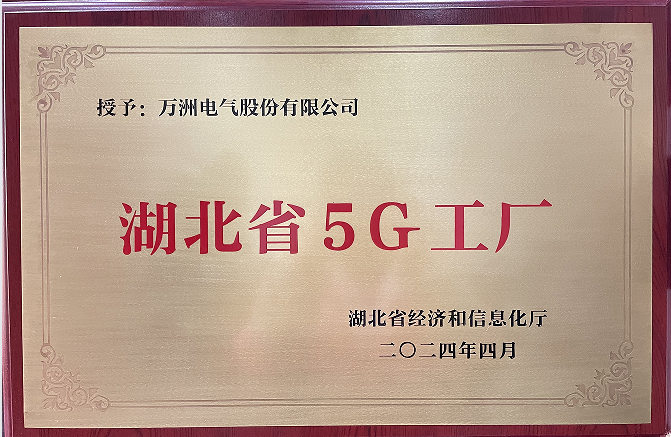 授予：万洲电气股份有限公司
湖北省5G工厂
湖北省经济和信息化厅
二〇二四年四月